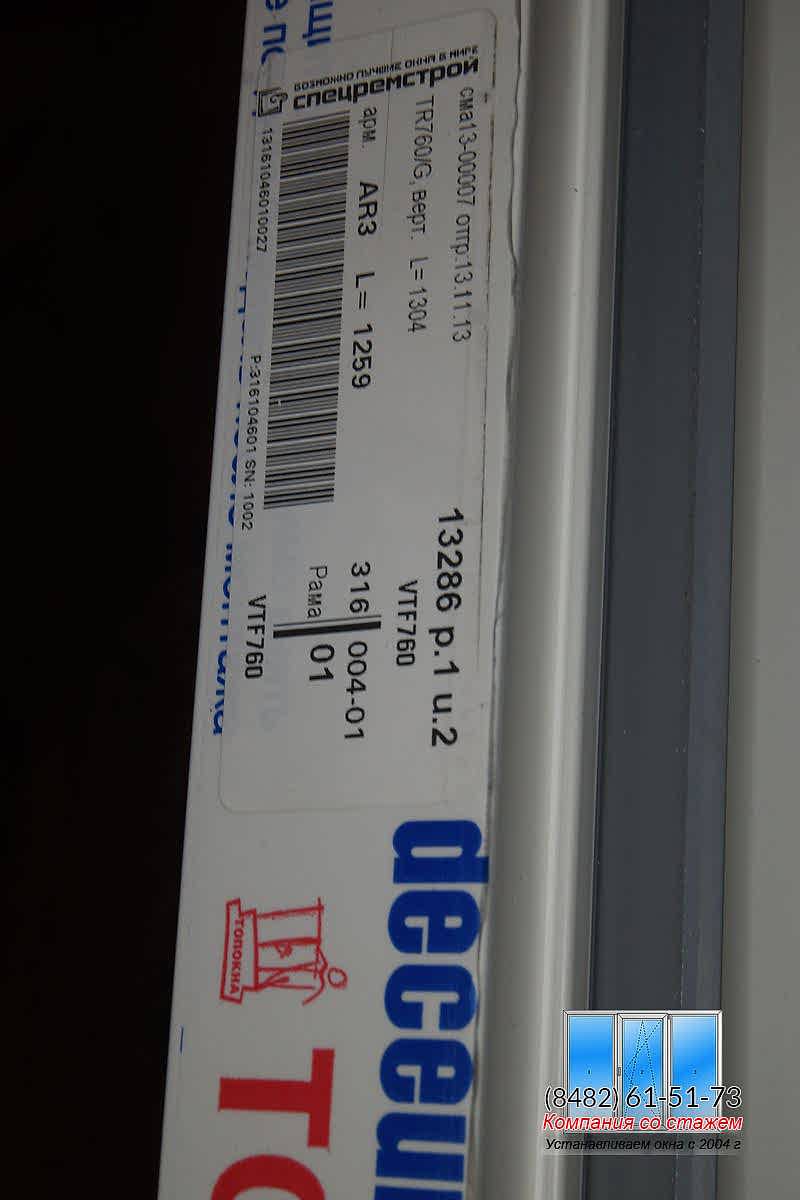 ВОЗМОЖНО ЛУЧШИЕ ОКНА В МИРЕ
спецремстрой
сма13-00007 отгр:13.11.13
TR760/G, верт. L= 1304
13286 р.1 и.2
VTF760
арм. AR3 L= 1259
316 004-01
Рама 01
13161046010027
P:316104601 SN: 1002
VTF760
ТОПОКНА
deceun
(8482) 61-51-73
Компания со стажем
Устанавливаем окна с 2004 г